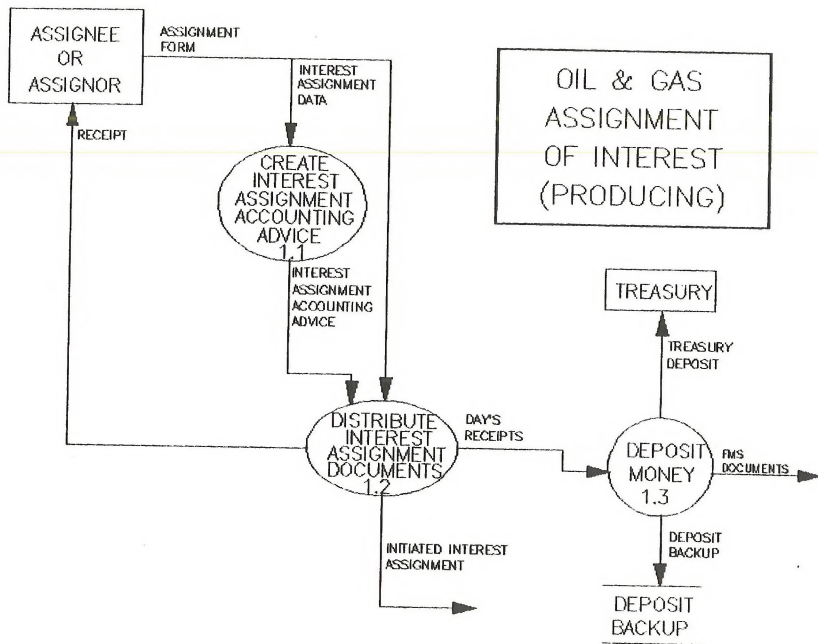 ASSIGNEE
OR
ASSIGNOR
ASSIGNMENT
FORM
INTEREST
ASSIGNMENT
DATA
OIL & GAS
ASSIGNMENT
OF INTEREST
(PRODUCING)
RECEIPT
CREATE
INTEREST
ASSIGNMENT
ACCOUNTING
ADVICE
1.1
INTEREST
ASSIGNMENT
ACCOUNTING
ADVICE
TREASURY
TREASURY
DEPOSIT
DISTRIBUTE
INTEREST
ASSIGNMENT
DOCUMENTS
1.2
DAY'S
RECEIPTS
DEPOSIT
MONEY
1.3
FMS
DOCUMENTS
INITIATED INTEREST
ASSIGNMENT
DEPOSIT
BACKUP
DEPOSIT
BACKUP